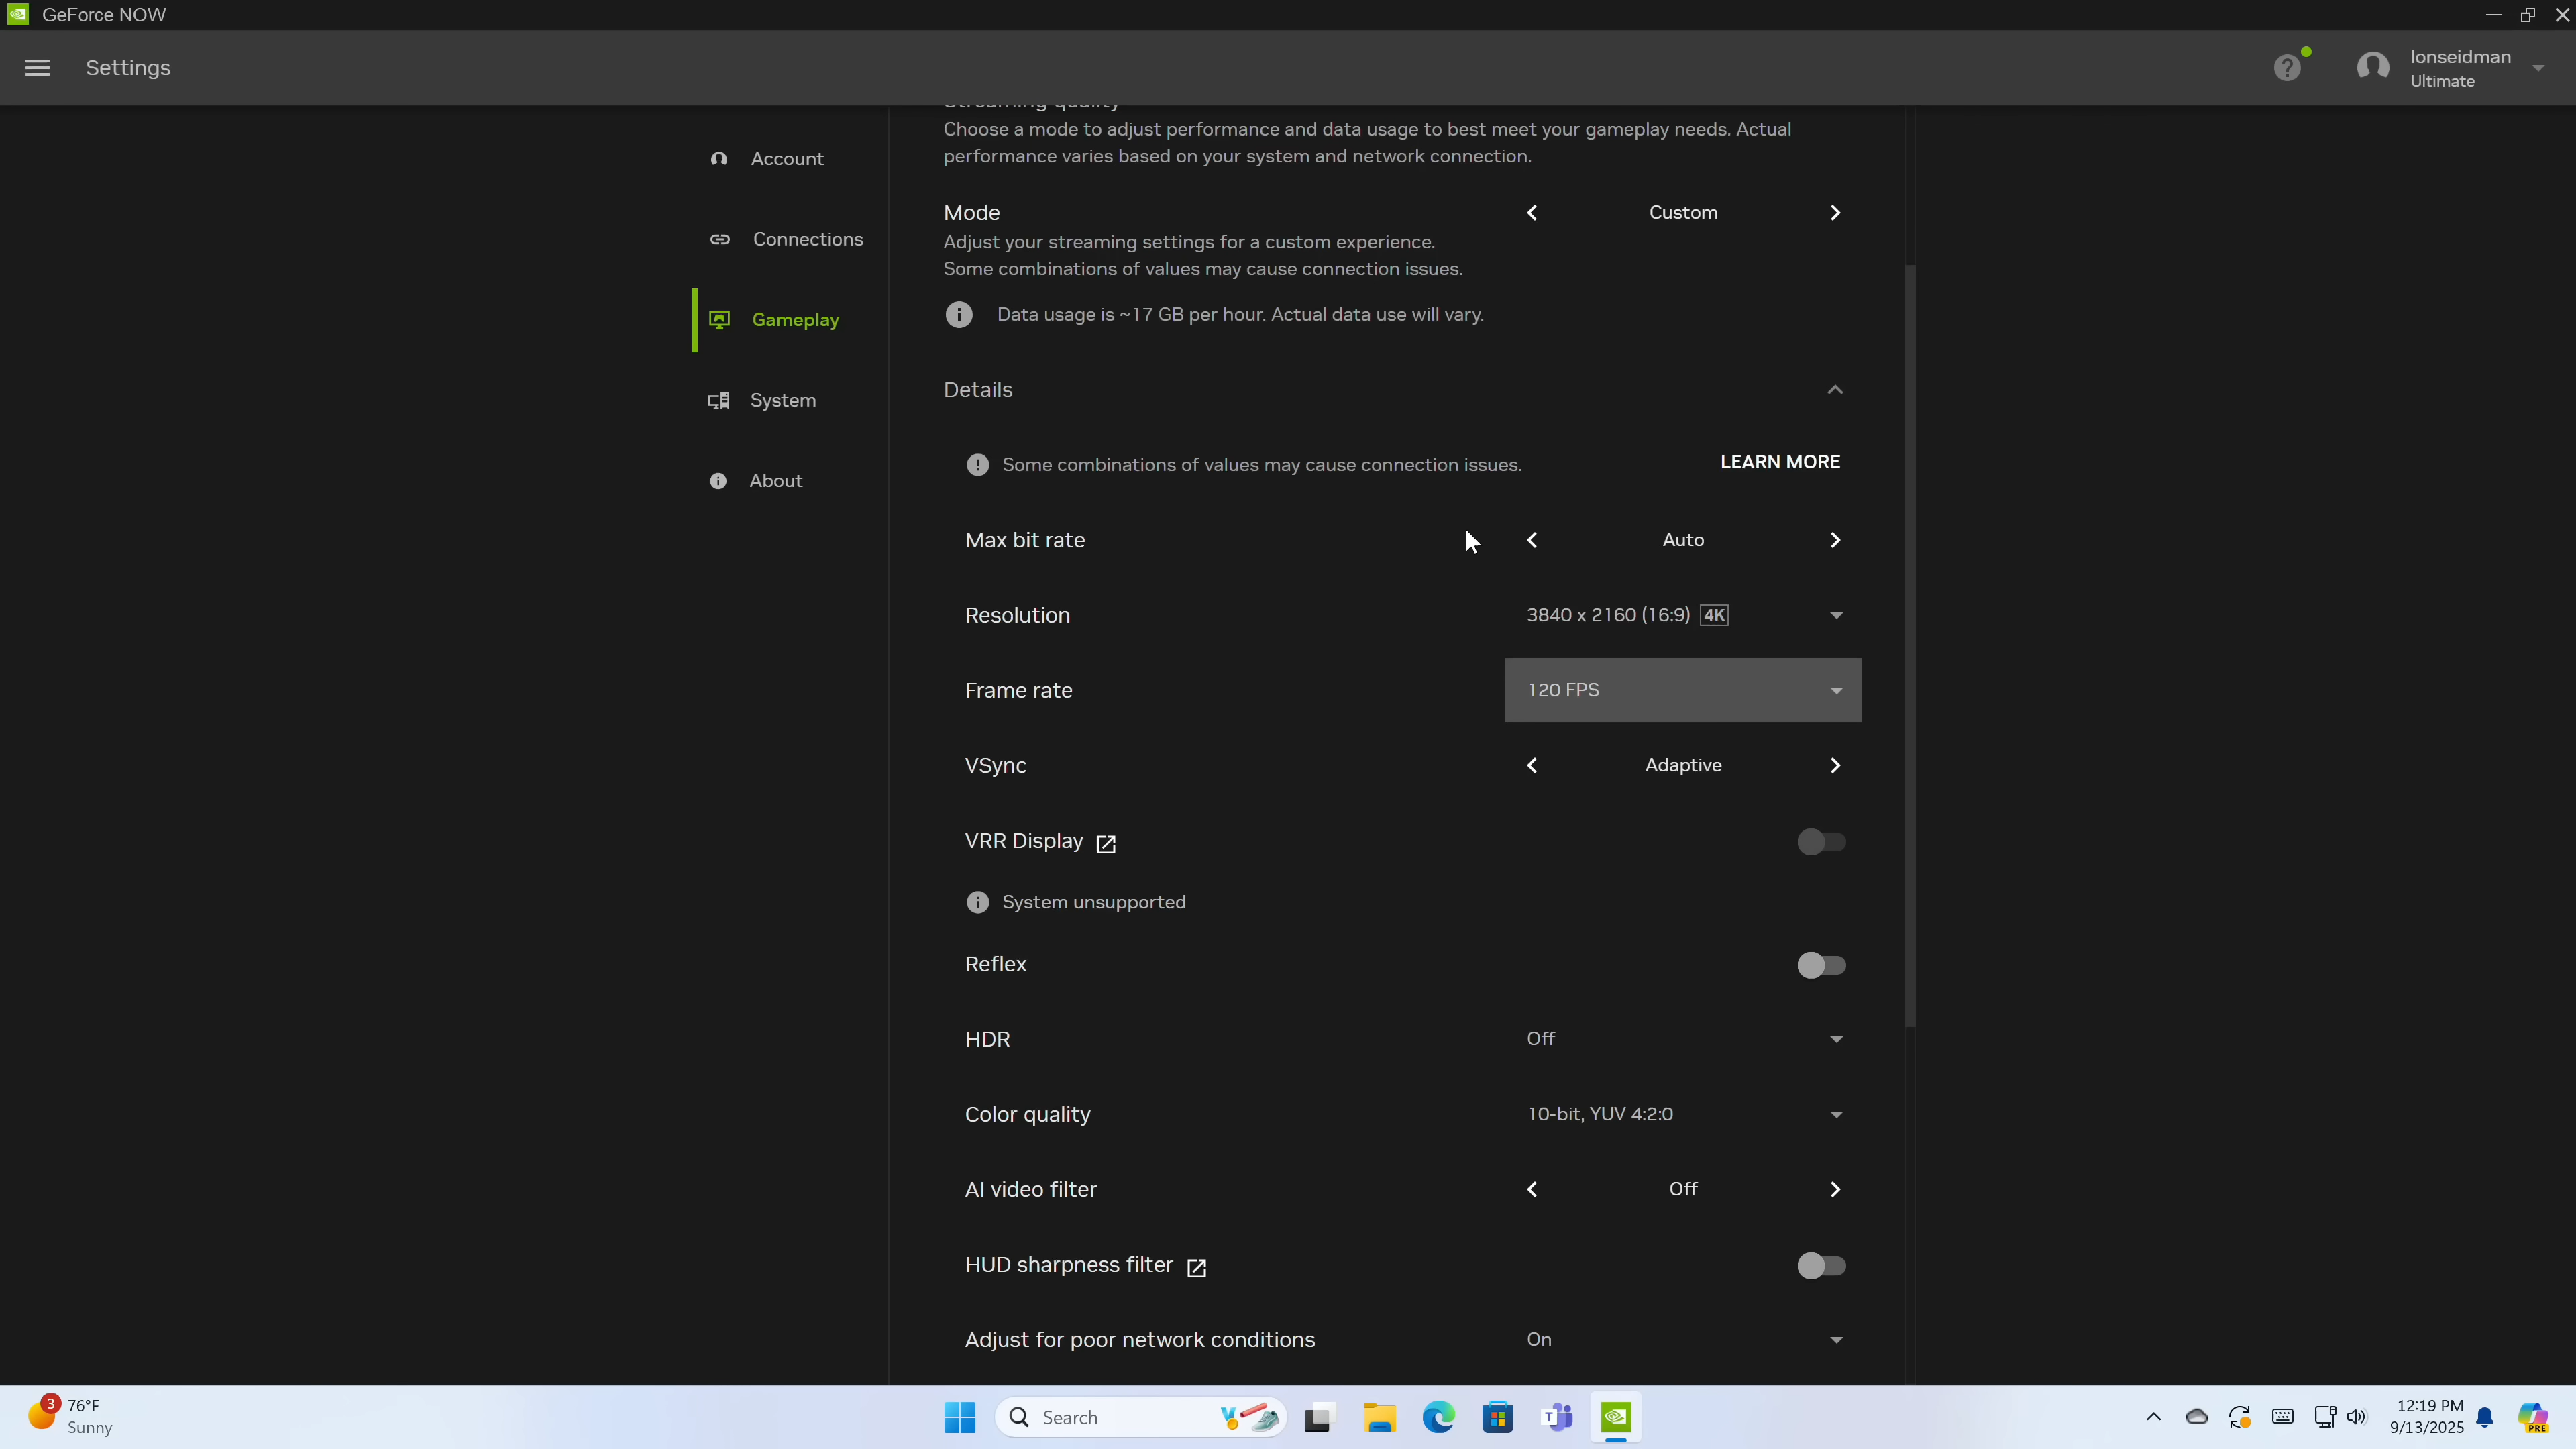 GeForce NOW
Settings
lonseidman
Ultimate
Account
Connections
Gameplay
System
About
Streaming quality
Choose a mode to adjust performance and data usage to best meet your gameplay needs. Actual
performance varies based on your system and network connection.
Mode
Custom
Adjust your streaming settings for a custom experience.
Some combinations of values may cause connection issues.
Data usage is ~17 GB per hour. Actual data use will vary.
Details
Some combinations of values may cause connection issues.
LEARN MORE
Max bit rate
Auto
Resolution
3840 x 2160 (16:9) 4K
Frame rate
120 FPS
VSync
Adaptive
VRR Display
System unsupported
Reflex
HDR
Off
Color quality
10-bit, YUV 4:2:0
AI video filter
Off
HUD sharpness filter
Adjust for poor network conditions
On
3
76°F
Sunny
Search
T
12:19 PM
9/13/2025
PRE